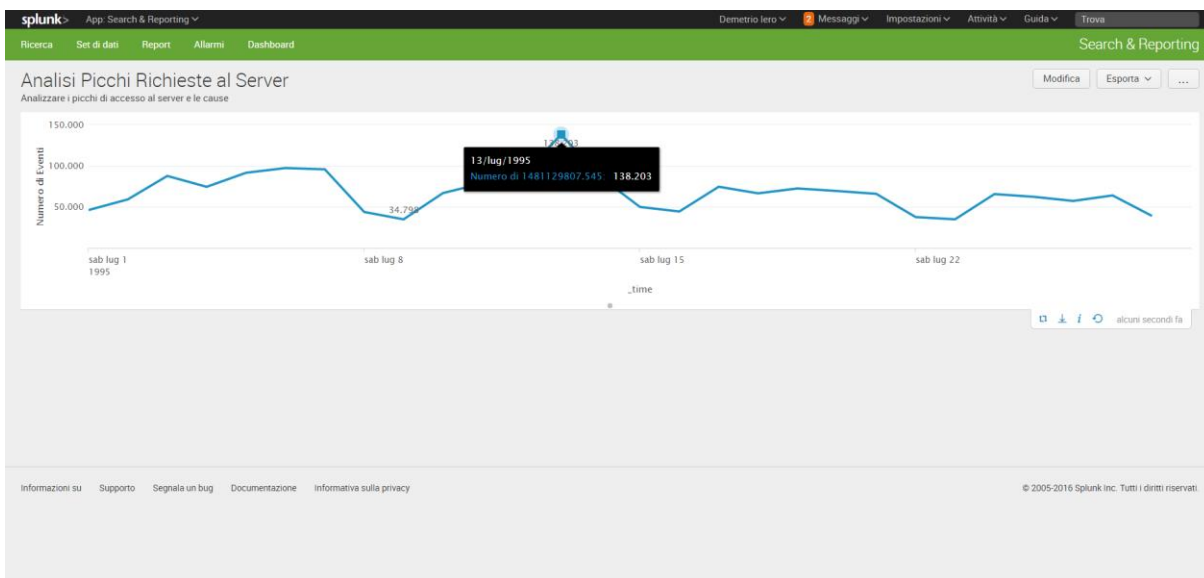 splunk> App: Search & Reporting Demetrio Iero 2 Messaggi Impostazioni Attività Guida Trova
Ricerca Set di dati Report Allarmi Dashboard Search & Reporting
Analisi Picchi Richieste al Server
Modifica Esporta ...
Analizzare i picchi di accesso al server e le cause
150.000
100.000
50.000
Numero di Eventi
13/lug/1995
Numero di 1481129807.545: 138.203
34.798
sab lug 1
1995
sab lug 8
sab lug 15
sab lug 22
_time
i alcuni secondi fa
Informazioni su Supporto Segnala un bug Documentazione Informativa sulla privacy © 2005-2016 Splunk Inc. Tutti i diritti riservati.